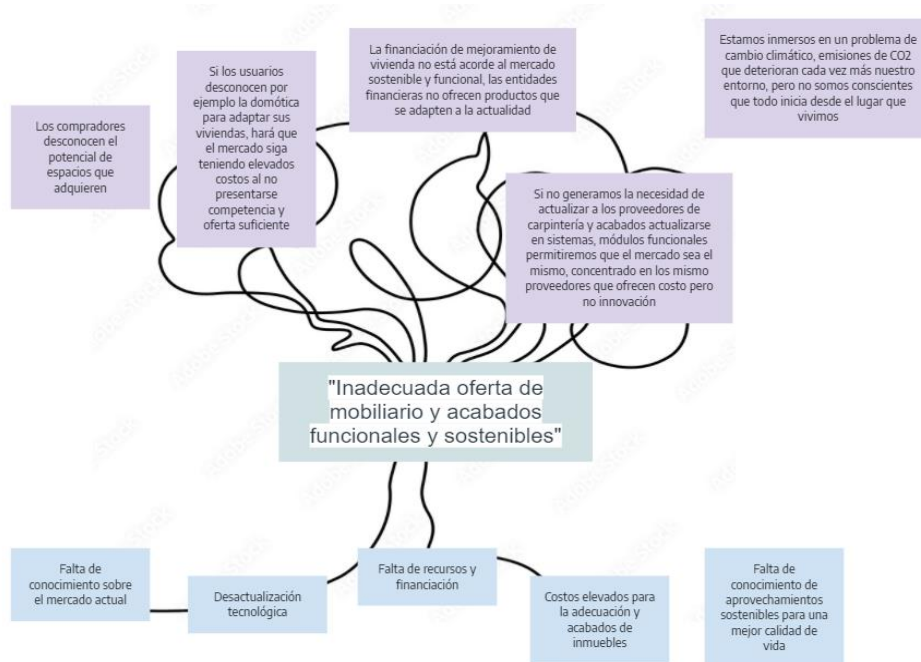 Los compradores
desconocen el
potencial de
espacios que
adquieren
Si los usuarios
desconocen por
ejemplo la domótica
para adaptar sus
viviendas, hará que
el mercado siga
teniendo elevados
costos al no
presentarse
competencia y
oferta suficiente
La financiación de mejoramiento de
vivienda no está acorde al mercado
sostenible y funcional, las entidades
financieras no ofrecen productos que
se adapten a la actualidad
Estamos inmersos en un problema de
cambio climático, emisiones de CO2
que deterioran cada vez más nuestro
entorno, pero no somos conscientes
que todo inicia desde el lugar que
vivimos
Si no generamos la necesidad de
actualizar a los proveedores de
carpintería y acabados actualizarse
en sistemas, módulos funcionales
permitiremos que el mercado sea el
mismo, concentrado en los mismo
proveedores que ofrecen costo pero
no innovación
"Inadecuada oferta de
mobiliario y acabados
funcionales y sostenibles"
Falta de
conocimiento sobre
el mercado actual
Desactualización
tecnológica
Falta de recursos y
financiación
Costos elevados para
la adecuación y
acabados de
inmuebles
Falta de
conocimiento de
aprovechamientos
sostenibles para una
mejor calidad de
vida